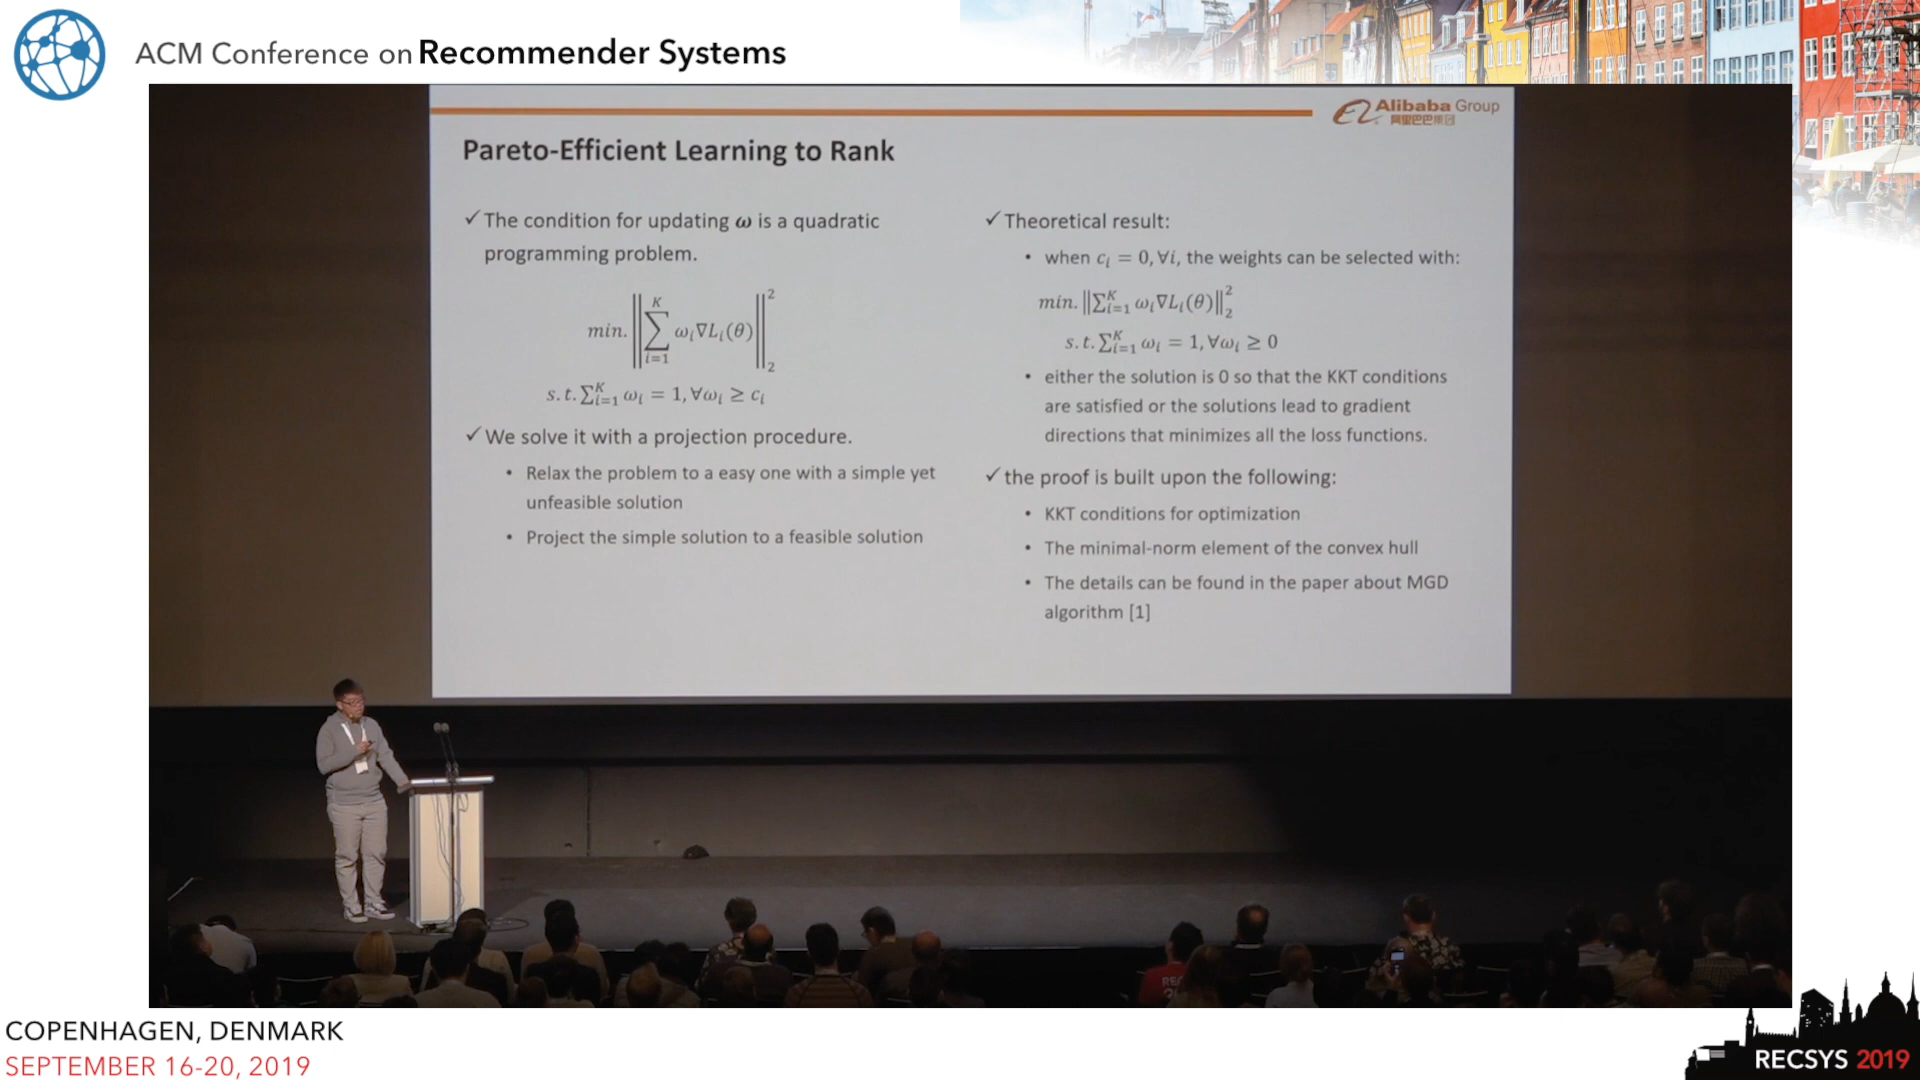 ACM Conference on Recommender Systems
Alibaba Group
阿里巴巴集团
Pareto-Efficient Learning to Rank
✓ The condition for updating ω is a quadratic
programming problem.
min. ‖∑_{i=1}^{K} ω_i∇L_i(θ)‖_2^2
s.t. ∑_{i=1}^{K} ω_i = 1, ∀ω_i ≥ c_i
✓ We solve it with a projection procedure.
• Relax the problem to a easy one with a simple yet
unfeasible solution
• Project the simple solution to a feasible solution
✓ Theoretical result:
• when c_i = 0, ∀i, the weights can be selected with:
min. ‖∑_{i=1}^{K} ω_i∇L_i(θ)‖_2^2
s.t. ∑_{i=1}^{K} ω_i = 1, ∀ω_i ≥ 0
• either the solution is 0 so that the KKT conditions
are satisfied or the solutions lead to gradient
directions that minimizes all the loss functions.
✓ the proof is built upon the following:
• KKT conditions for optimization
• The minimal-norm element of the convex hull
• The details can be found in the paper about MGD
algorithm [1]
COPENHAGEN, DENMARK
SEPTEMBER 16-20, 2019
RECSYS 2019